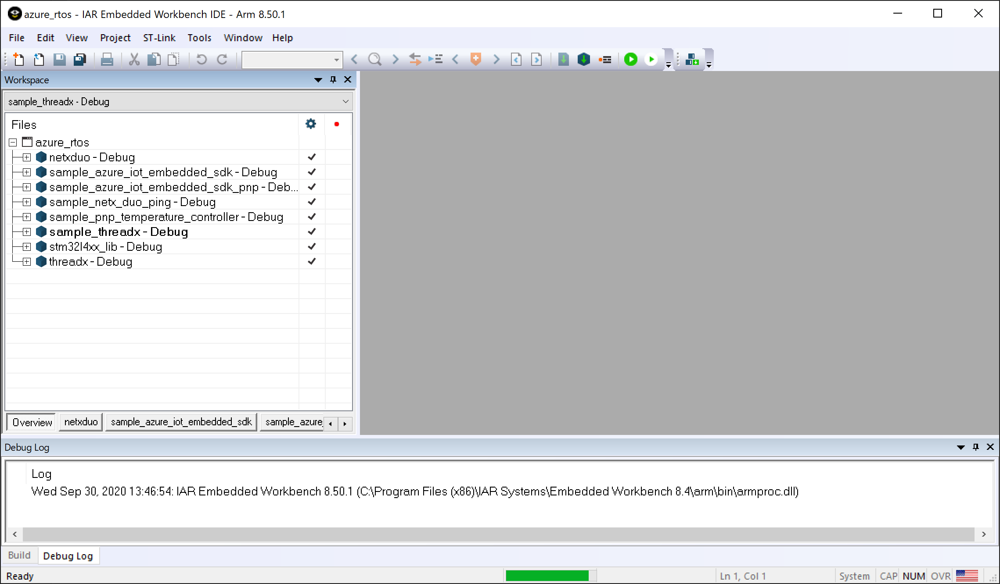 azure_rtos - IAR Embedded Workbench IDE - Arm 8.50.1
File Edit View Project ST-Link Tools Window Help
Workspace
sample_threadx - Debug
Files
azure_rtos
netxduo - Debug
sample_azure_iot_embedded_sdk - Debug
sample_azure_iot_embedded_sdk_pnp - Deb...
sample_netx_duo_ping - Debug
sample_pnp_temperature_controller - Debug
sample_threadx - Debug
stm32l4xx_lib - Debug
threadx - Debug
Overview netxduo sample_azure_iot_embedded_sdk sample_azure_
Debug Log
Log
Wed Sep 30, 2020 13:46:54: IAR Embedded Workbench 8.50.1 (C:\Program Files (x86)\IAR Systems\Embedded Workbench 8.4\arm\bin\armproc.dll)
Build Debug Log
Ready Ln 1, Col 1 System CAP NUM OVR